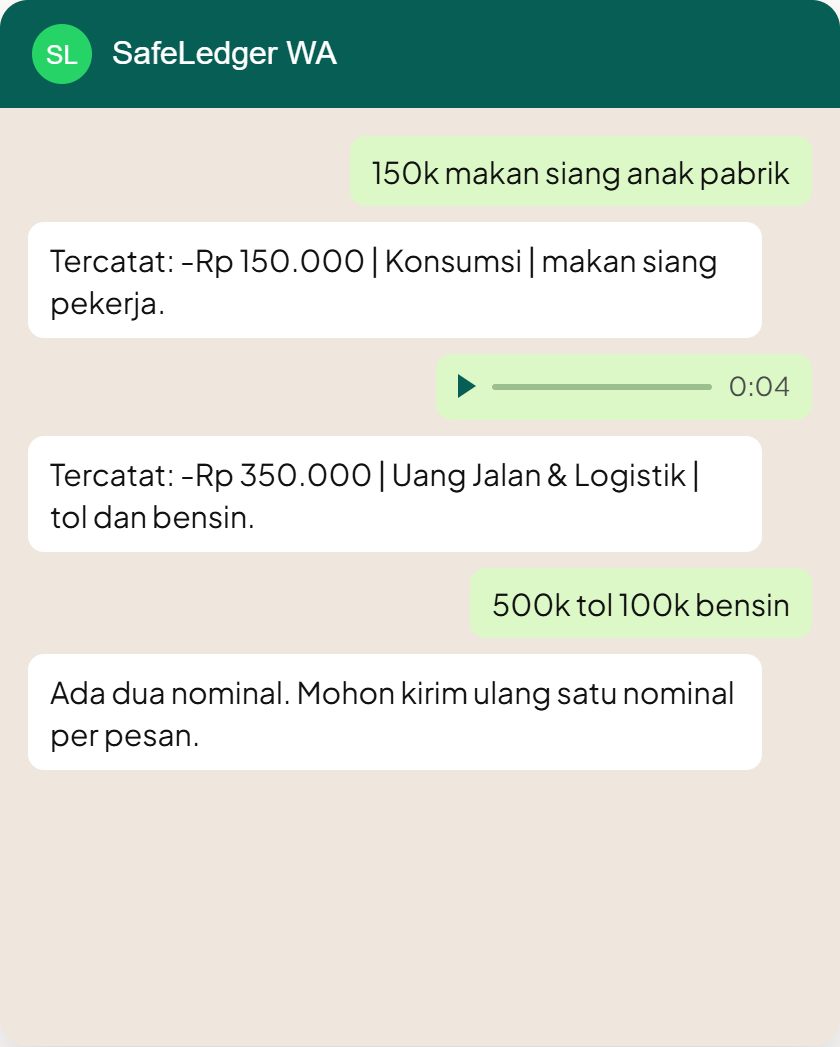 SL
SafeLedger WA
150k makan siang anak pabrik
Tercatat: -Rp 150.000 | Konsumsi | makan siang
pekerja.
0:04
Tercatat: -Rp 350.000 | Uang Jalan & Logistik |
tol dan bensin.
500k tol 100k bensin
Ada dua nominal. Mohon kirim ulang satu nominal
per pesan.